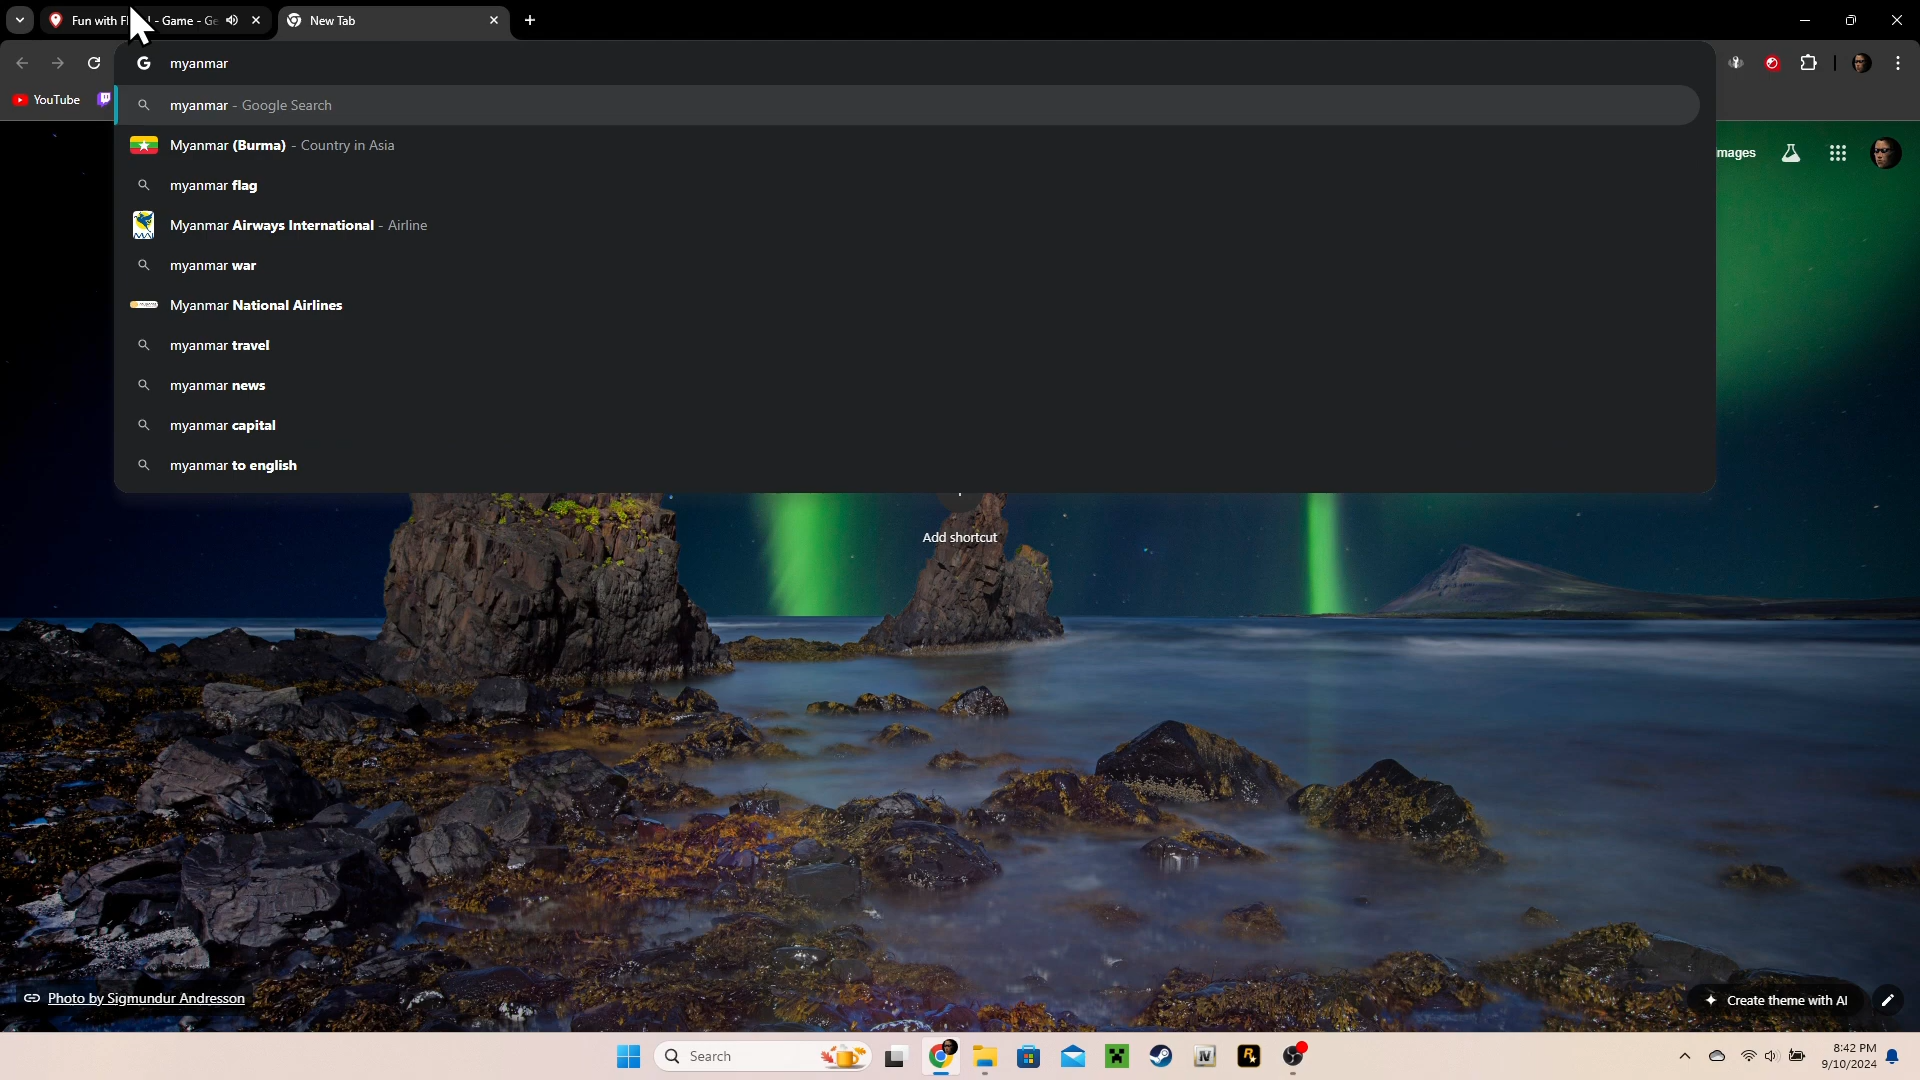 Fun with Fl - Game - Ge
New Tab
myanmar
YouTube
myanmar - Google Search
Myanmar (Burma) - Country in Asia
mages
myanmar flag
Myanmar Airways International - Airline
MAI
myanmar war
Myanmar National Airlines
myanmar travel
myanmar news
myanmar capital
myanmar to english
Add shortcut
Photo by Sigmundur Andresson
Create theme with AI
Search
8:42 PM
9/10/2024